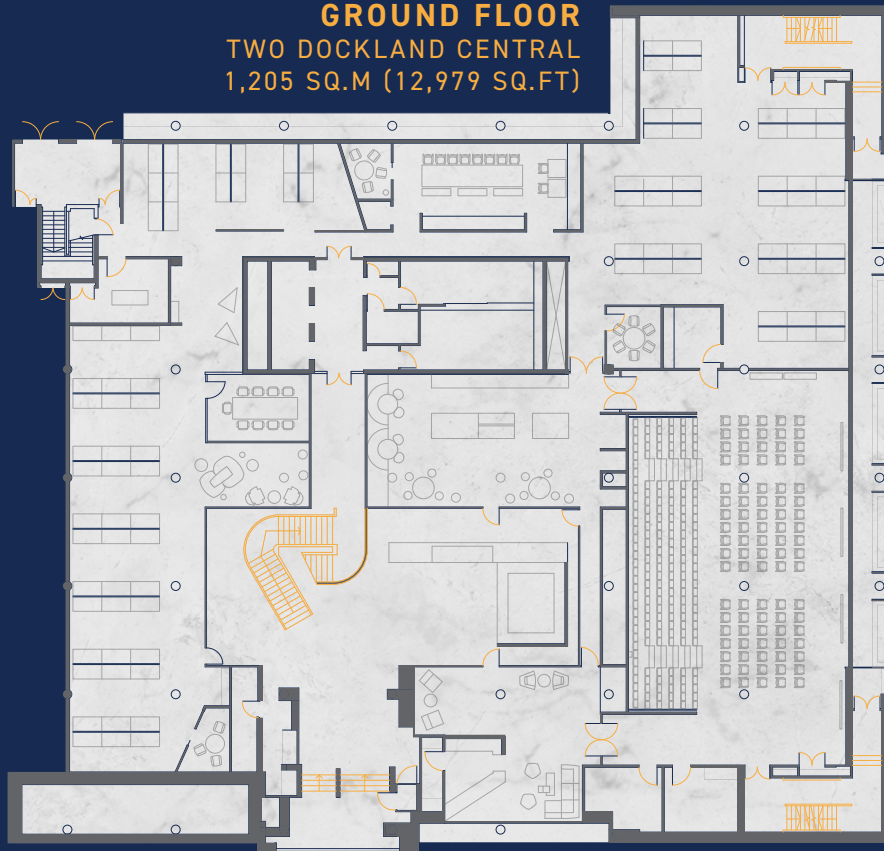 GROUND FLOOR
TWO DOCKLAND CENTRAL
1,205 SQ.M (12,979 SQ.FT)